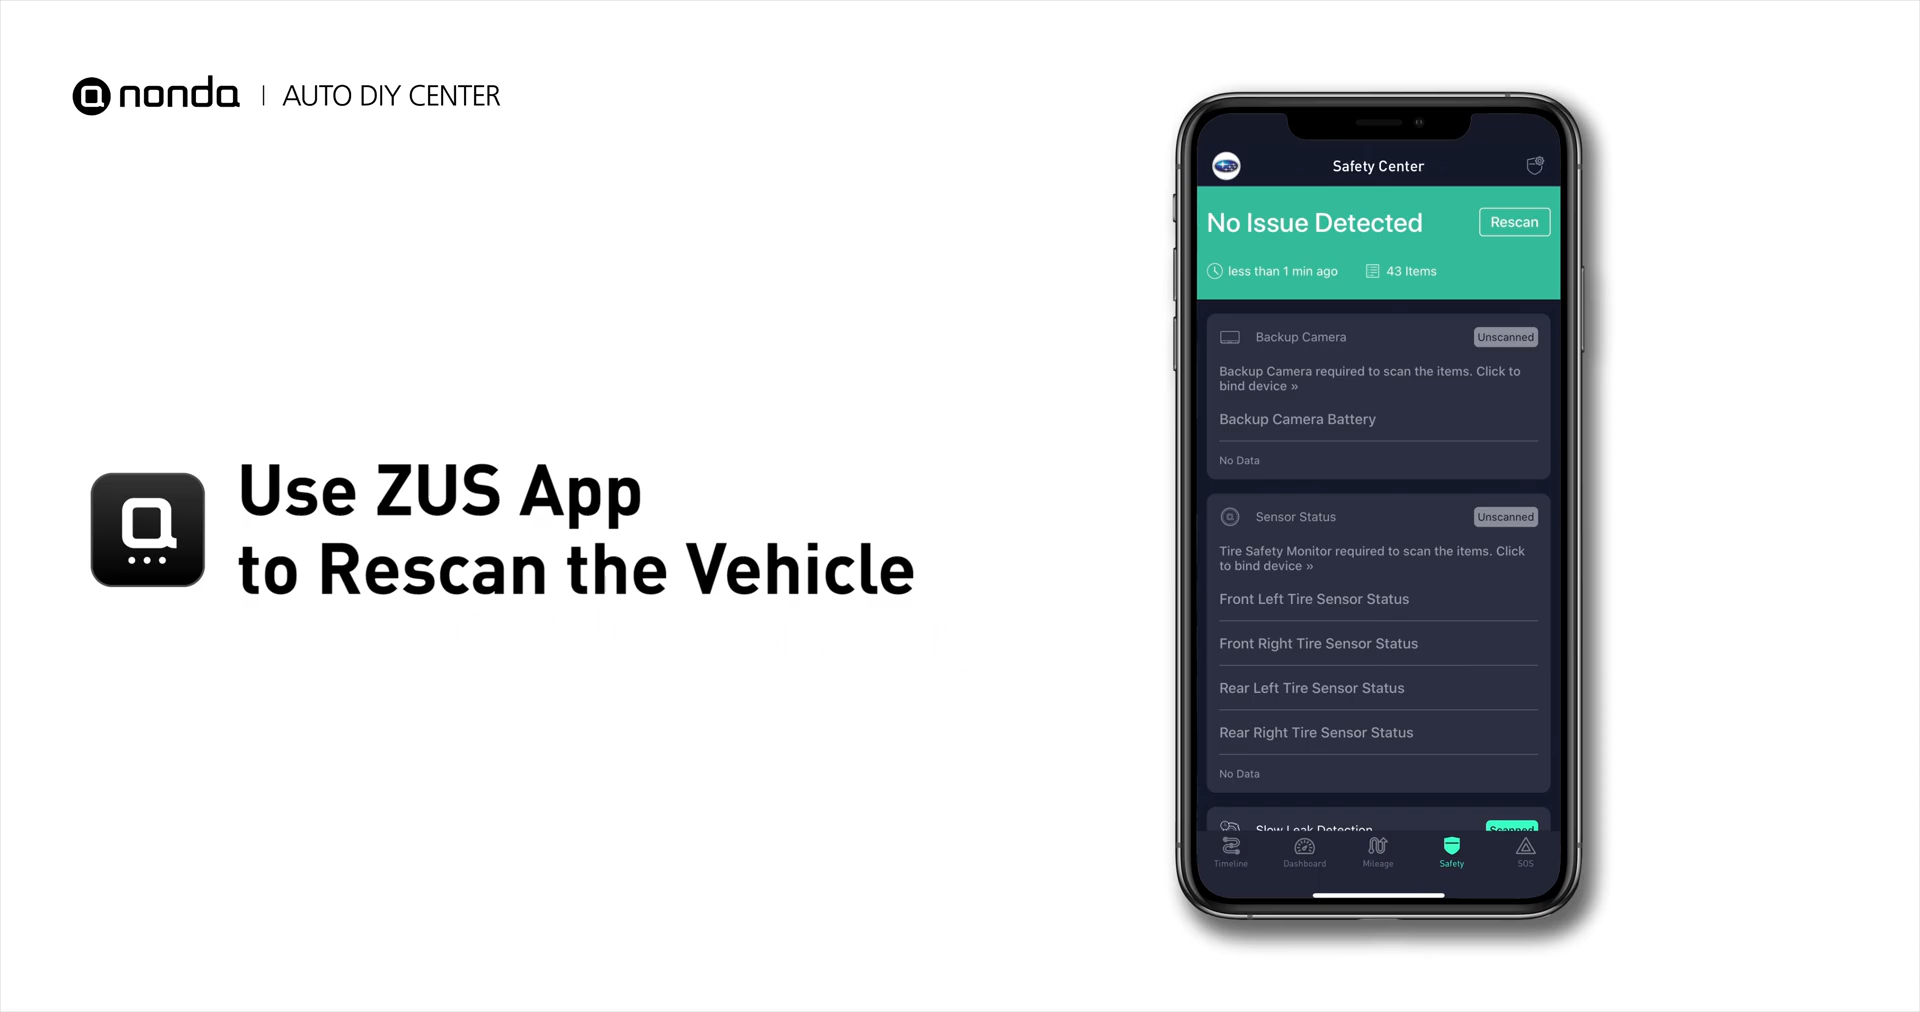 nonda | AUTO DIY CENTER
Use ZUS App
to Rescan the Vehicle
Safety Center
No Issue Detected
Rescan
less than 1 min ago
43 Items
Backup Camera
Unscanned
Backup Camera required to scan the items. Click to
bind device »
Backup Camera Battery
No Data
Sensor Status
Unscanned
Tire Safety Monitor required to scan the items. Click
to bind device »
Front Left Tire Sensor Status
Front Right Tire Sensor Status
Rear Left Tire Sensor Status
Rear Right Tire Sensor Status
No Data
Slow Leak Detection
Scanned
Timeline
Dashboard
Mileage
Safety
SOS